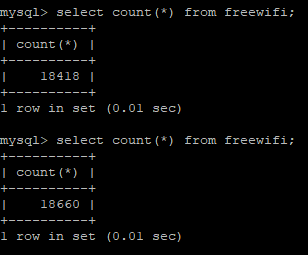 mysql> select count(*) from freewifi;
+----------+
| count(*) |
+----------+
|    18418 |
+----------+
1 row in set (0.01 sec)

mysql> select count(*) from freewifi;
+----------+
| count(*) |
+----------+
|    18660 |
+----------+
1 row in set (0.01 sec)